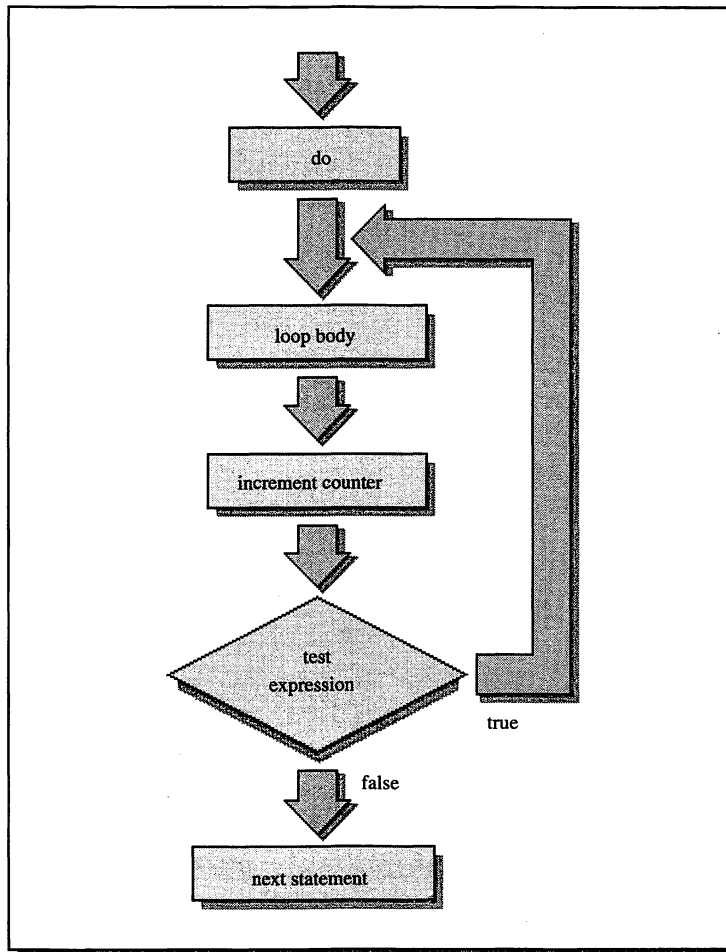 do
loop body
increment counter
test
expression
true
false
next statement